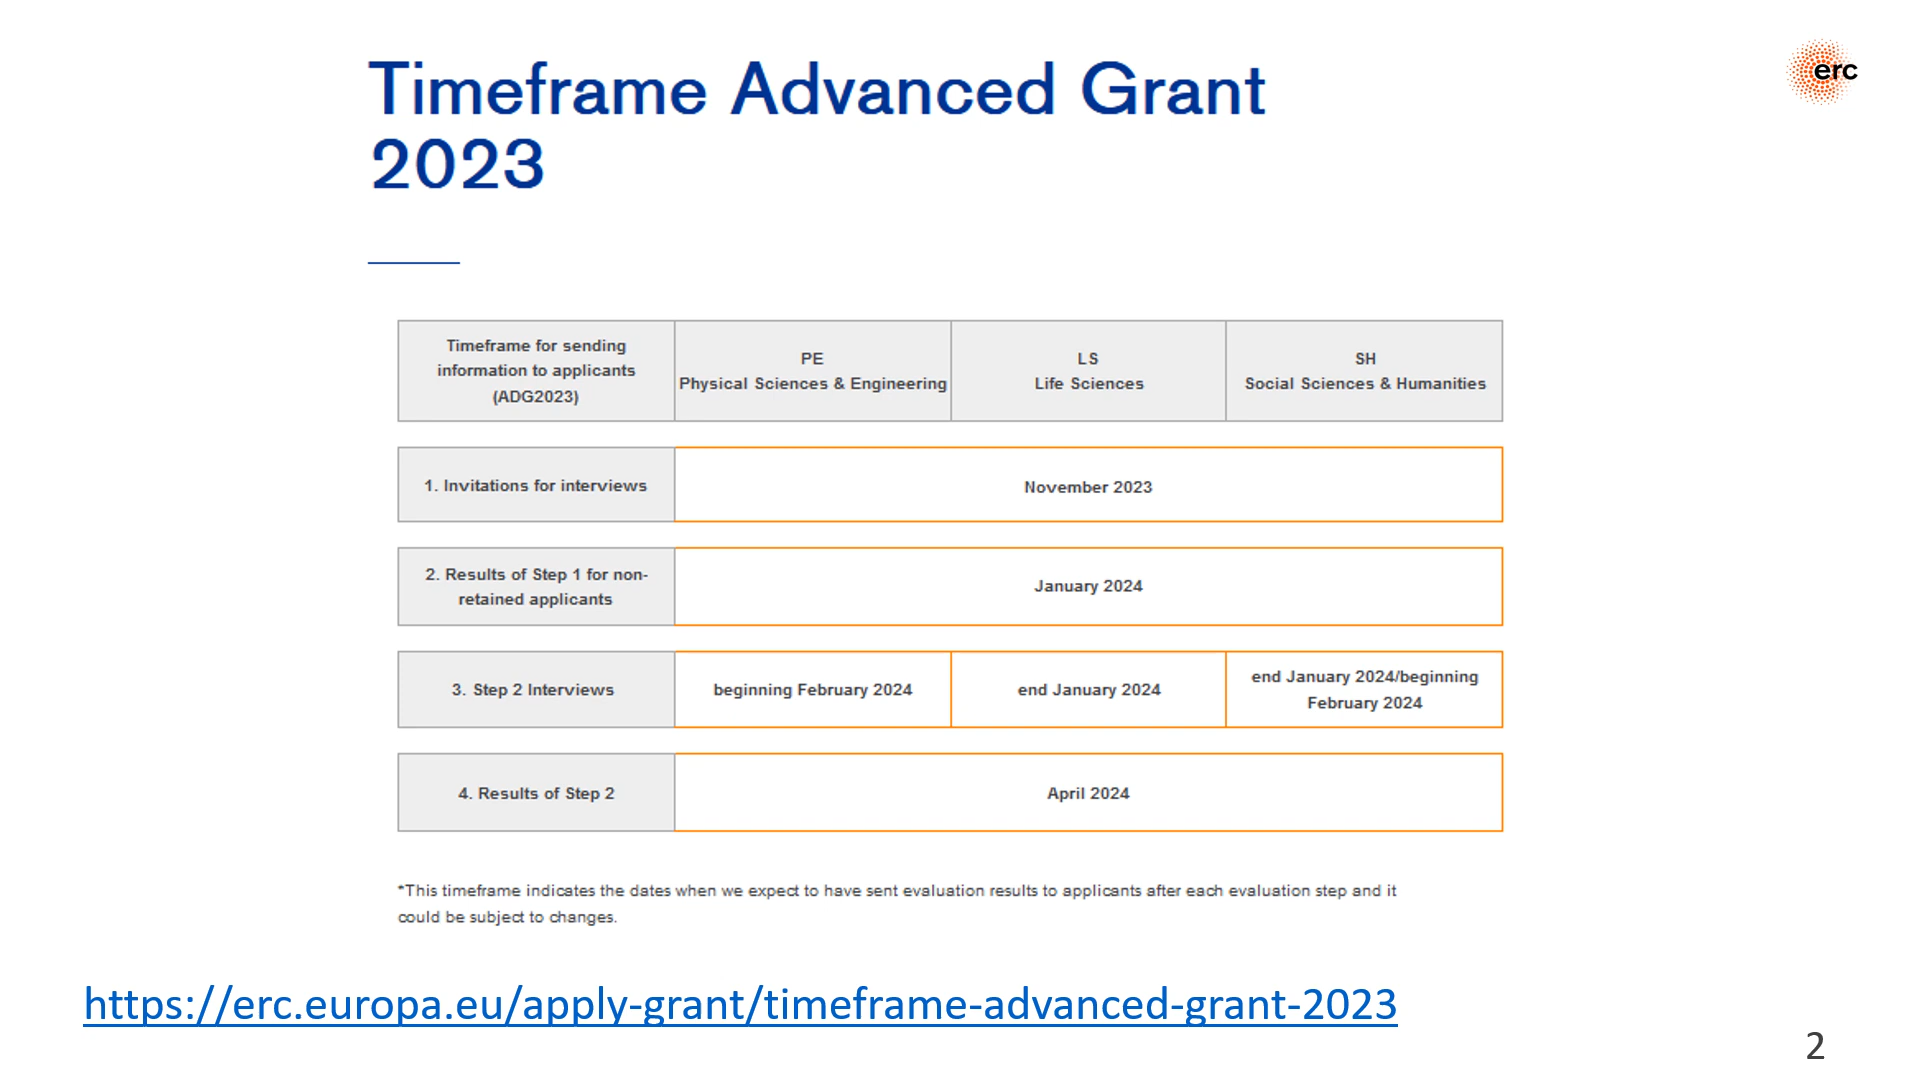 Timeframe Advanced Grant
2023
erc
Timeframe for sending
information to applicants
(ADG2023)
PE
Physical Sciences & Engineering
LS
Life Sciences
SH
Social Sciences & Humanities
1. Invitations for interviews
November 2023
2. Results of Step 1 for non-
retained applicants
January 2024
3. Step 2 Interviews
beginning February 2024
end January 2024
end January 2024/beginning
February 2024
4. Results of Step 2
April 2024
*This timeframe indicates the dates when we expect to have sent evaluation results to applicants after each evaluation step and it
could be subject to changes.
https://erc.europa.eu/apply-grant/timeframe-advanced-grant-2023
2